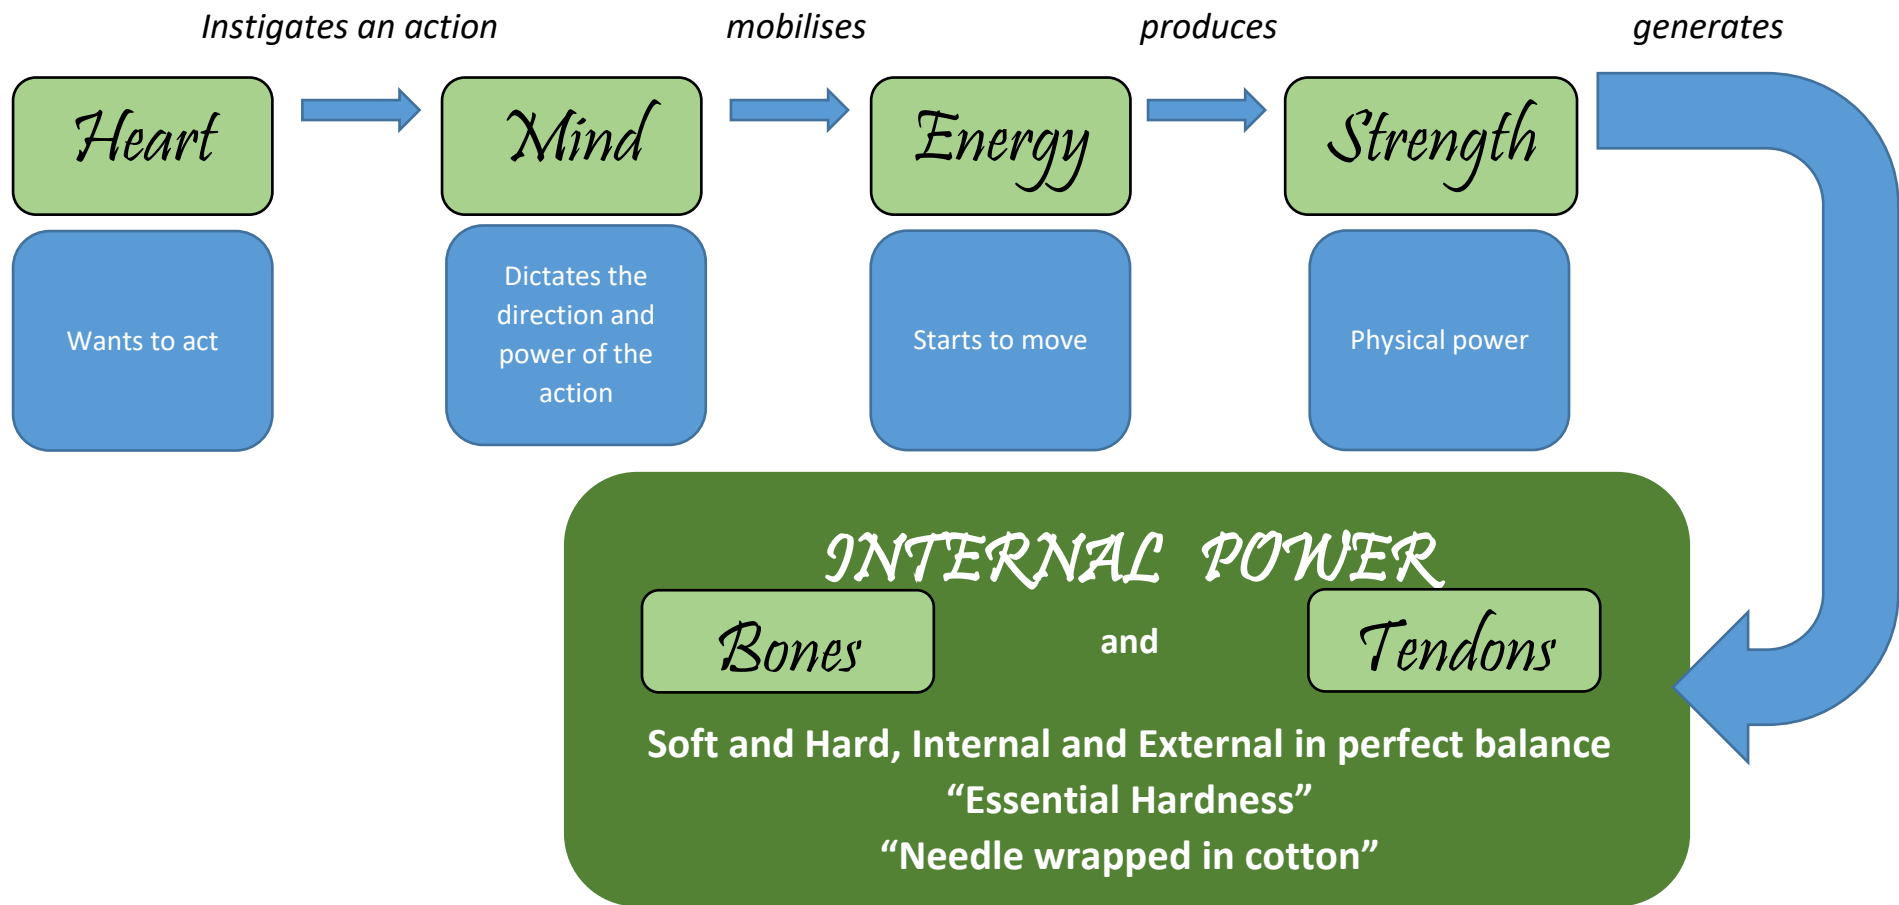 Instigates an action mobilises produces generates
Heart Mind Energy Strength
Wants to act
Dictates the
direction and
power of the
action
Starts to move
Physical power
INTERNAL POWER
Bones and Tendons
Soft and Hard, Internal and External in perfect balance
“Essential Hardness”
“Needle wrapped in cotton”